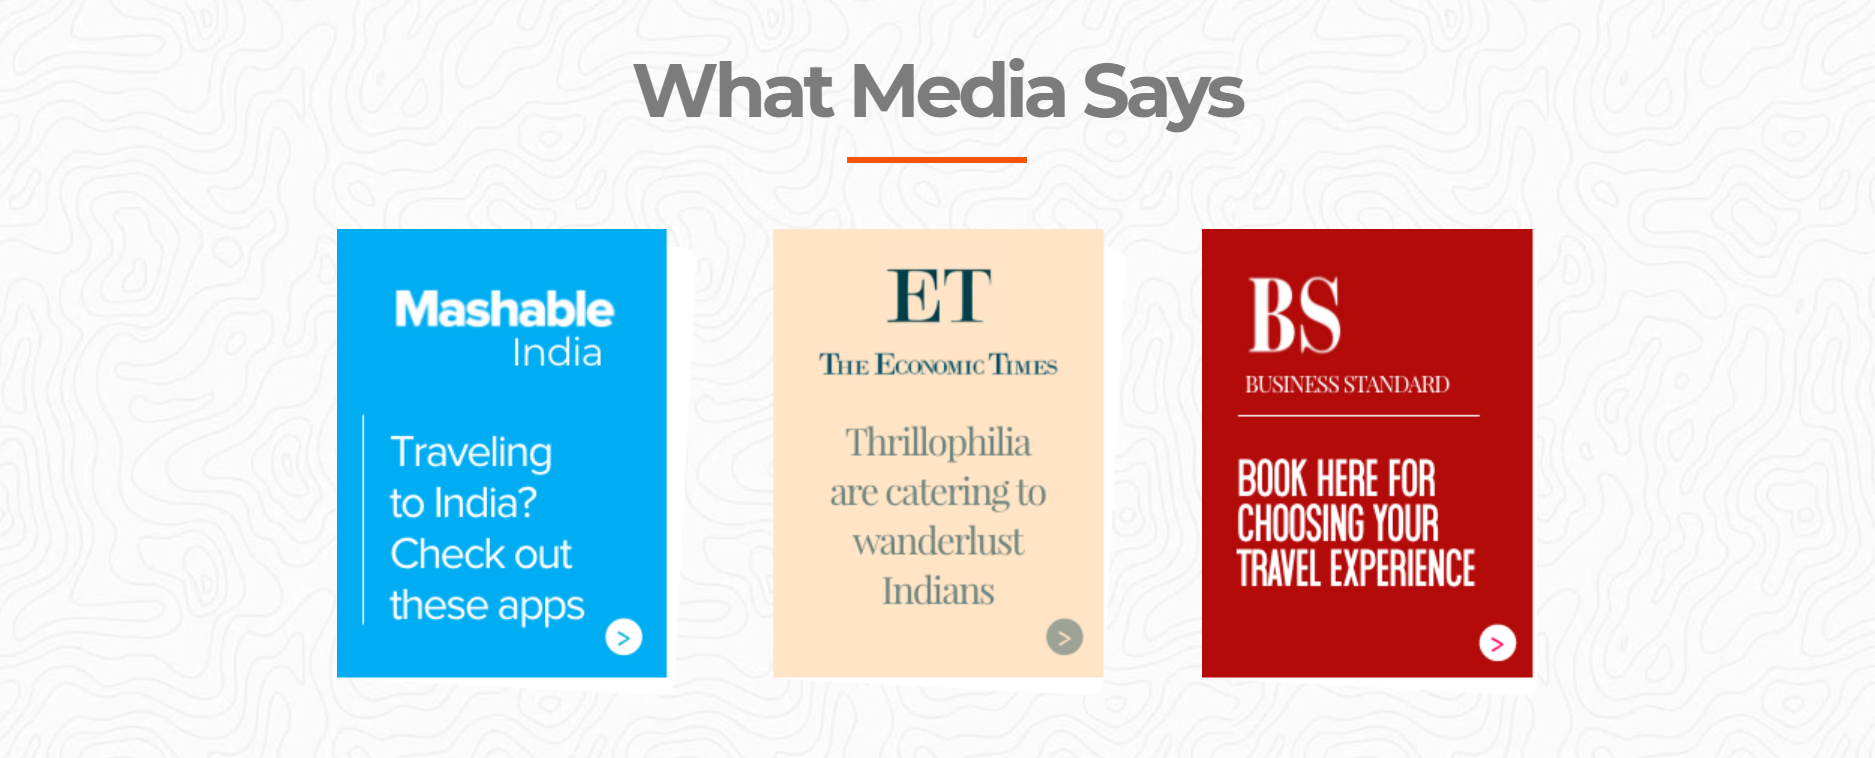 What Media Says
Mashable
India
Traveling
to India?
Check out
these apps
>
ET
THE ECONOMIC TIMES
Thrillophilia
are catering to
wanderlust
Indians
>
BS
BUSINESS STANDARD
BOOK HERE FOR
CHOOSING YOUR
TRAVEL EXPERIENCE
>